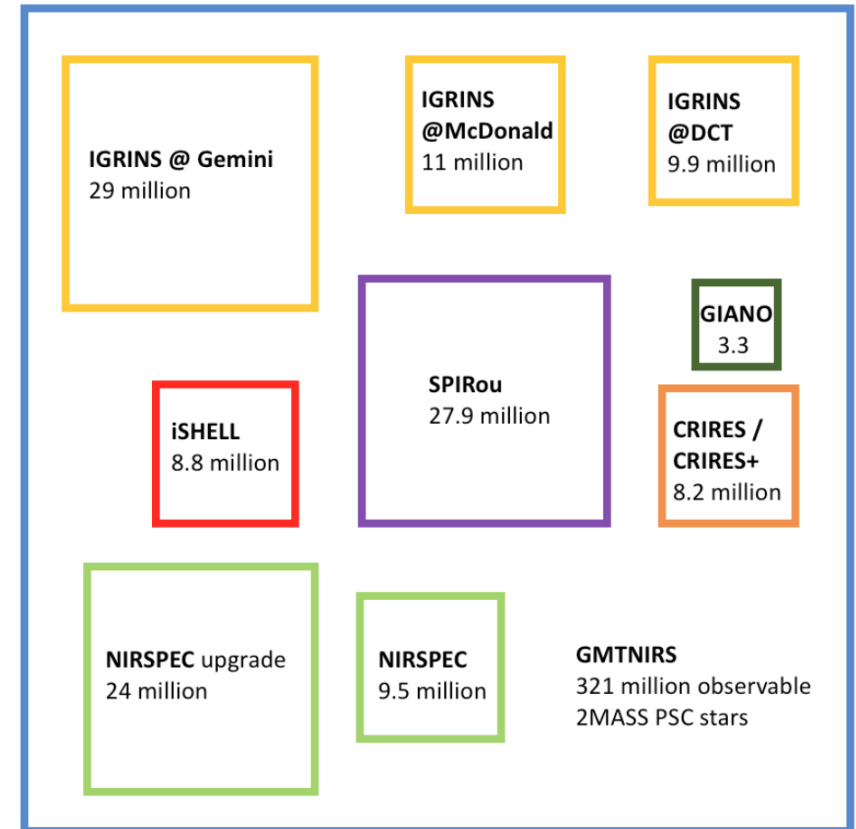 IGRINS @ Gemini
29 million
IGRINS
@McDonald
11 million
IGRINS
@DCT
9.9 million
GIANO
3.3
SPIRou
27.9 million
iSHELL
8.8 million
CRIRES /
CRIRES+
8.2 million
NIRSPEC upgrade
24 million
NIRSPEC
9.5 million
GMTNIRS
321 million observable
2MASS PSC stars